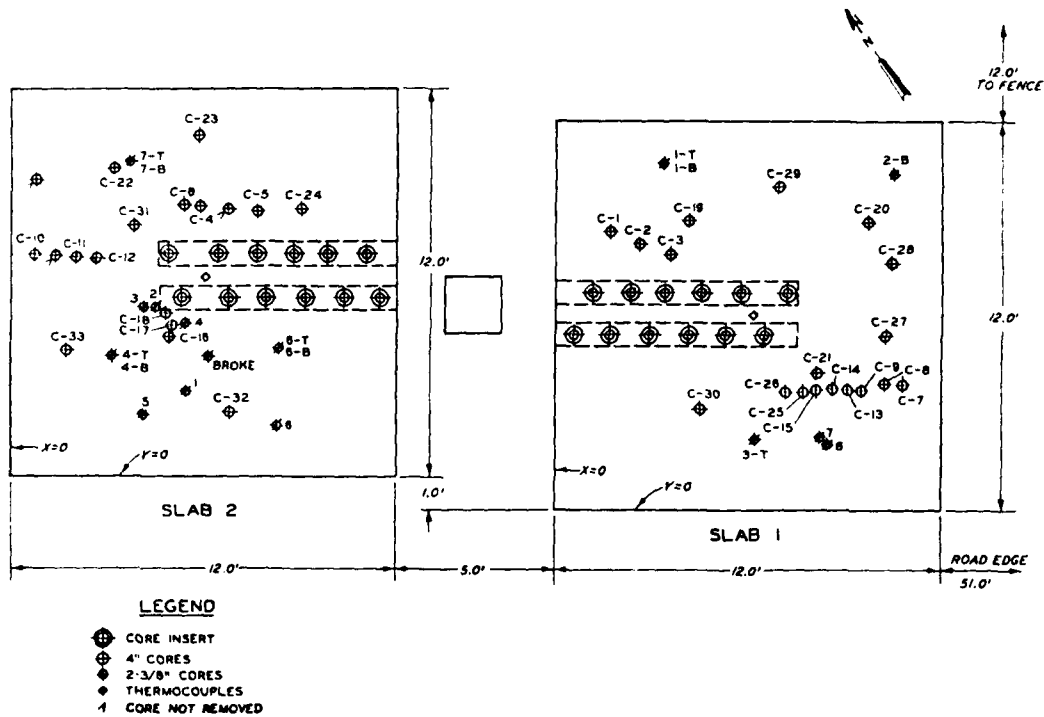 N
12.0'
TO FENCE
C-23
7-T
7-B
C-22
C-8
C-5
C-24
C-4
C-31
C-10
C-11
C-12
12.0'
3
2
C-18
C-17
4
C-16
C-33
4-T
4-B
BROKE
6-T
6-B
1
5
C-32
6
X=0
Y=0
1.0'
SLAB 2
12.0'
5.0'
1-T
1-B
C-29
2-B
C-1
C-2
C-19
C-3
C-20
C-28
12.0'
C-27
C-21
C-14
C-9
C-8
C-26
C-7
C-30
C-25
C-13
C-15
3-T
7
6
X=0
Y=0
SLAB 1
12.0'
ROAD EDGE
51.0'
LEGEND
CORE INSERT
4" CORES
2-3/8" CORES
THERMOCOUPLES
CORE NOT REMOVED